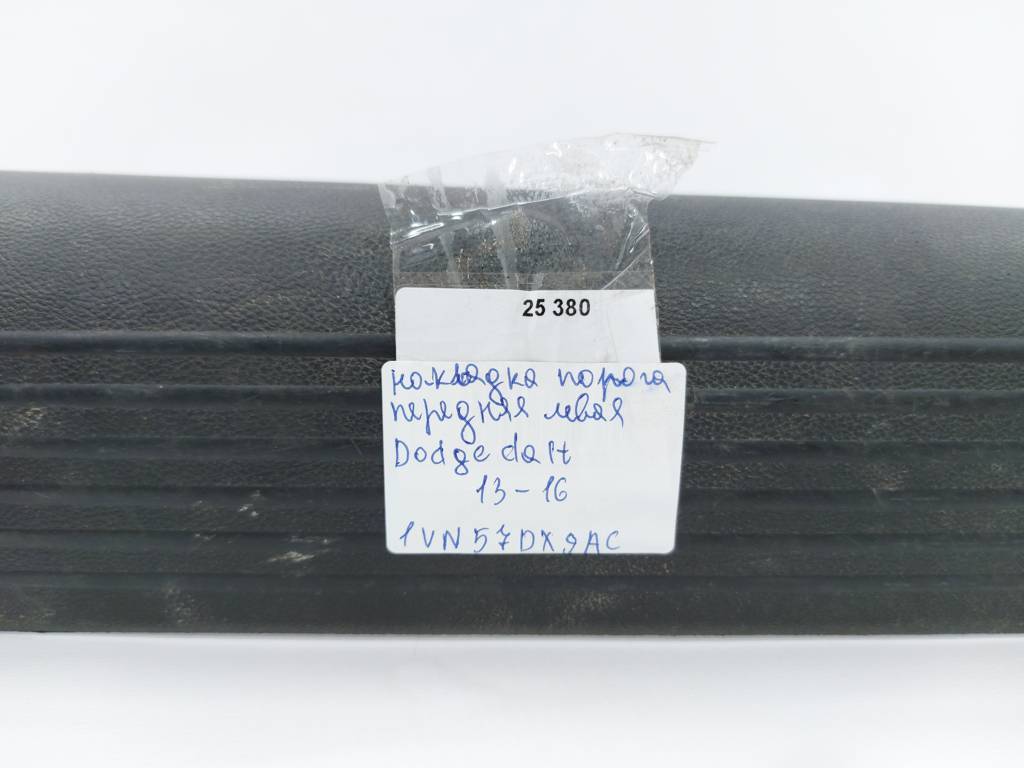 25 380
накладка порога
передняя левая
Dodge dart
13-16
1VN57DX9AC